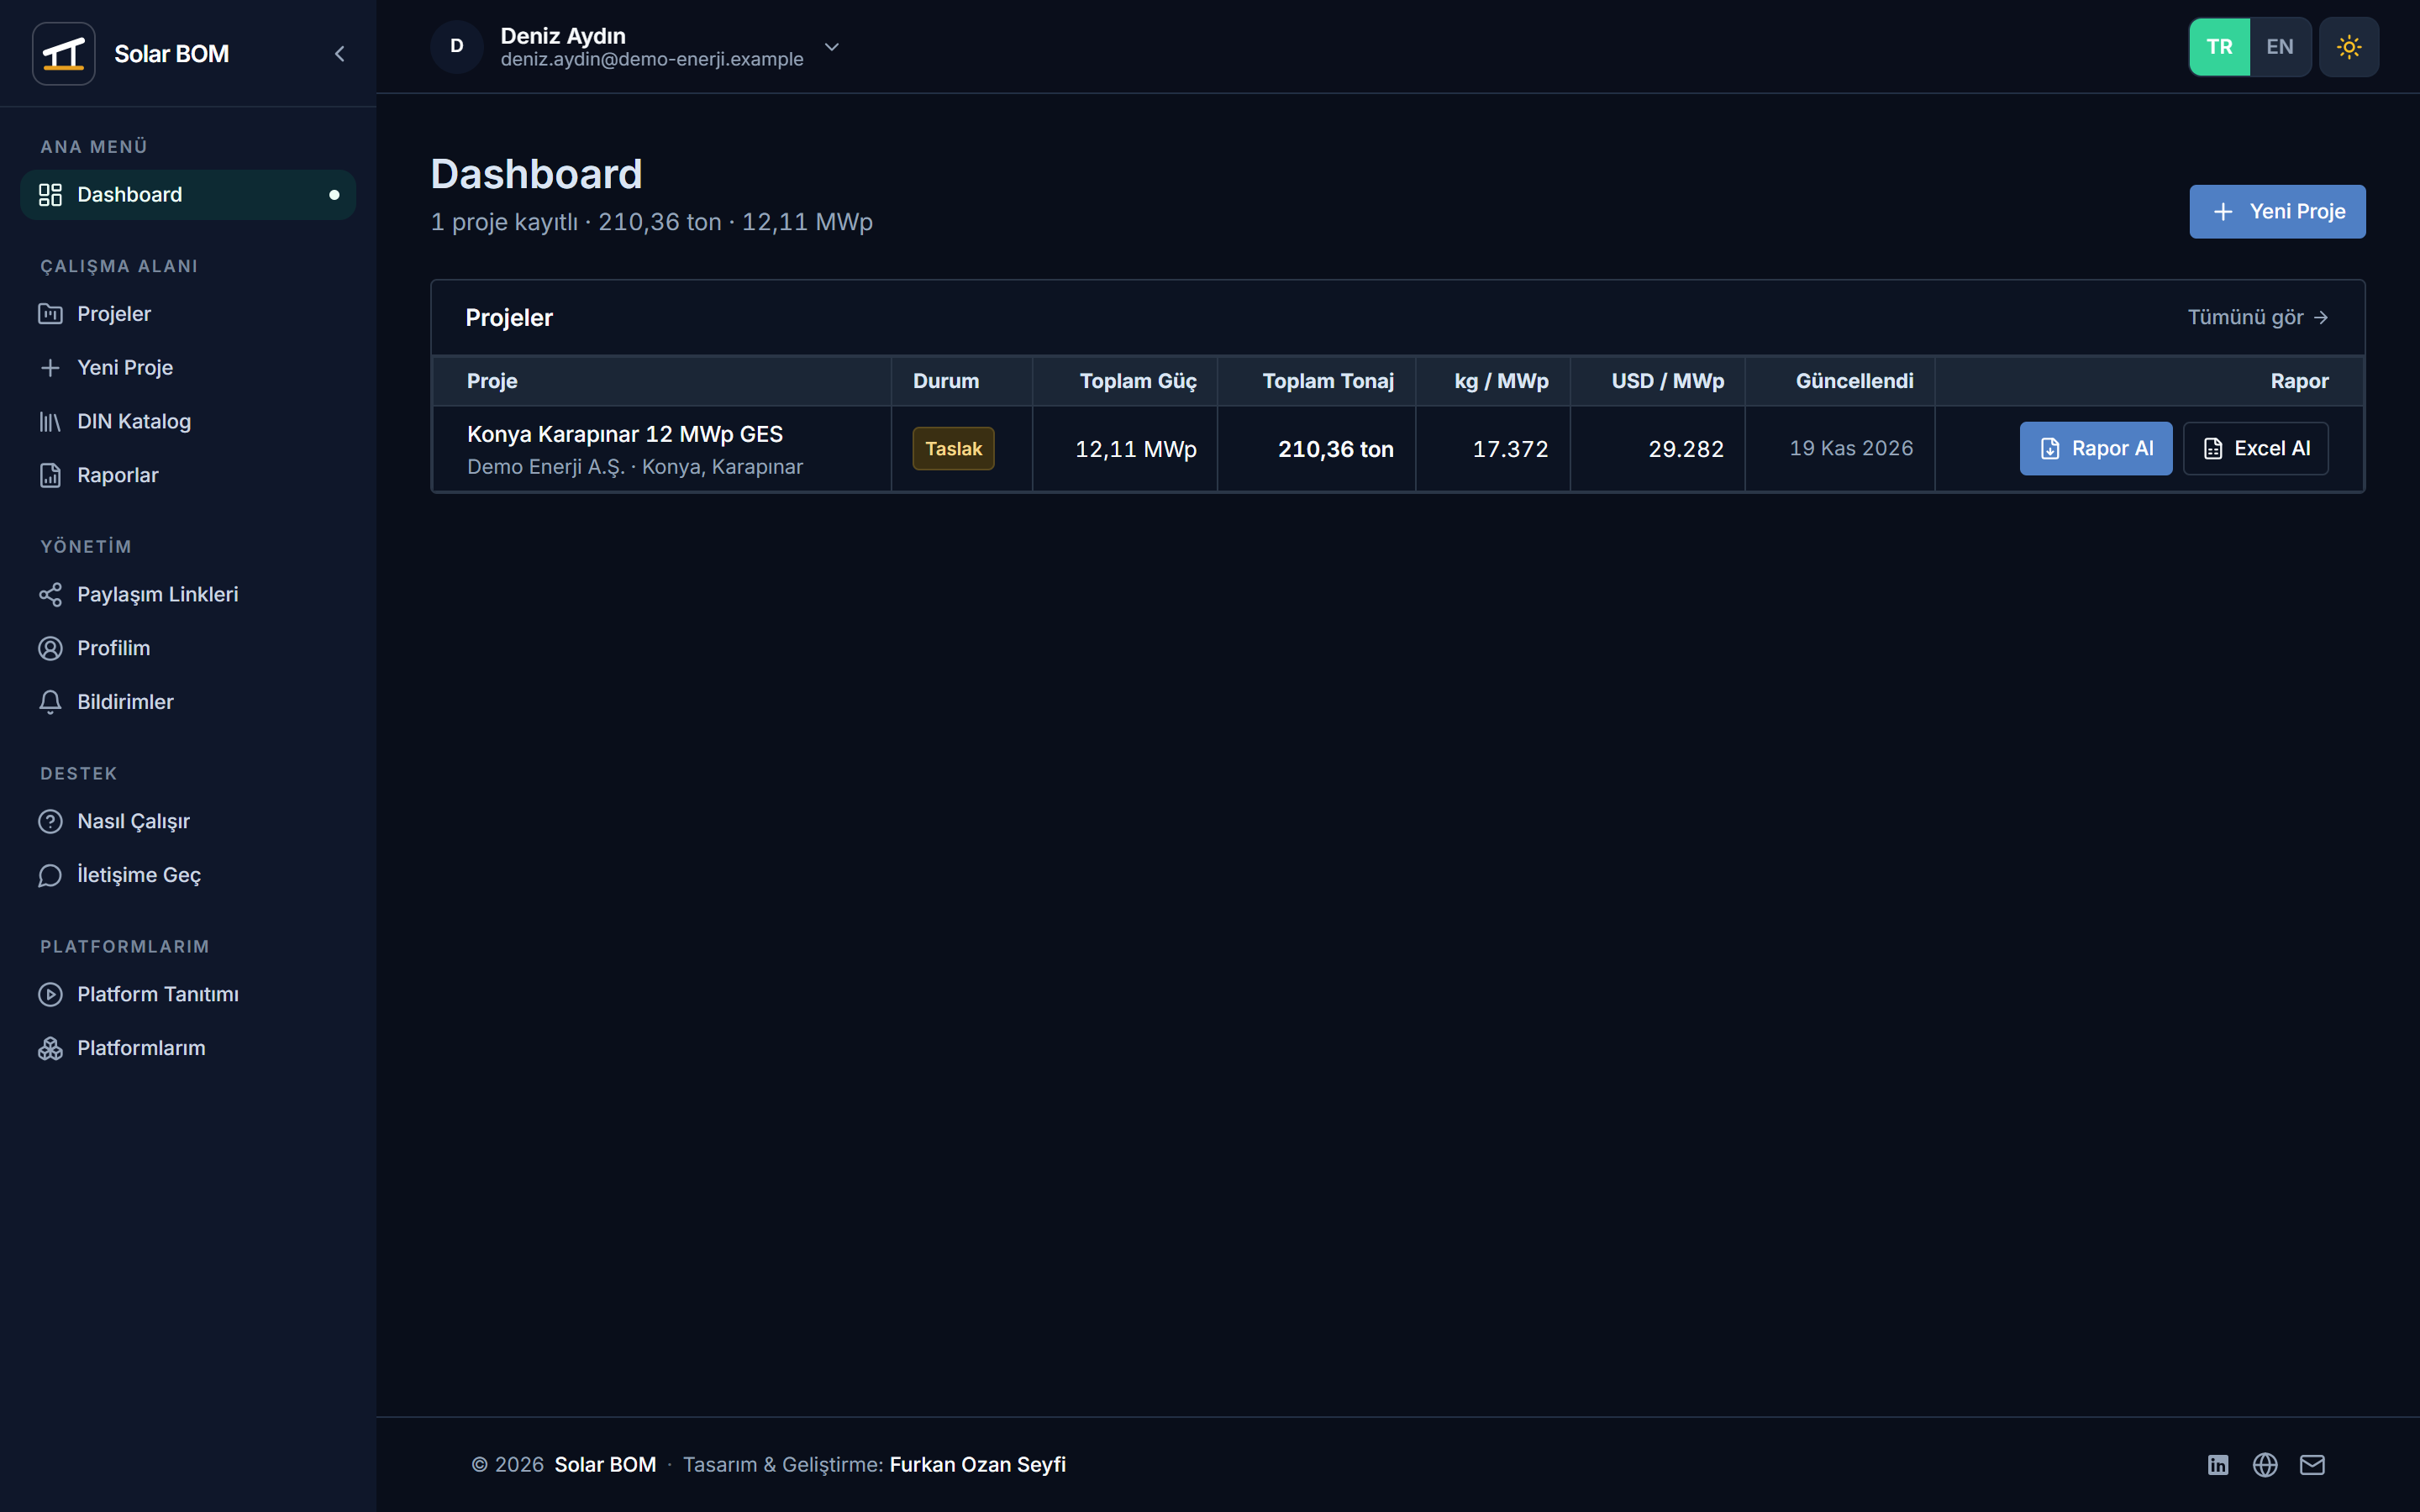 Solar BOM
ANA MENÜ
Dashboard
ÇALIŞMA ALANI
Projeler
Yeni Proje
DIN Katalog
Raporlar
YÖNETİM
Paylaşım Linkleri
Profilim
Bildirimler
DESTEK
Nasıl Çalışır
İletişime Geç
PLATFORMLARIM
Platform Tanıtımı
Platformlarım
D
Deniz Aydın
deniz.aydin@demo-enerji.example
TR EN
Dashboard
1 proje kayıtlı · 210,36 ton · 12,11 MWp
Yeni Proje
Projeler
Tümünü gör →
Proje Durum Toplam Güç Toplam Tonaj kg / MWp USD / MWp Güncellendi Rapor
Konya Karapınar 12 MWp GES
Demo Enerji A.Ş. · Konya, Karapınar
Taslak 12,11 MWp 210,36 ton 17.372 29.282 19 Kas 2026 Rapor Al Excel Al
© 2026 Solar BOM · Tasarım & Geliştirme: Furkan Ozan Seyfi